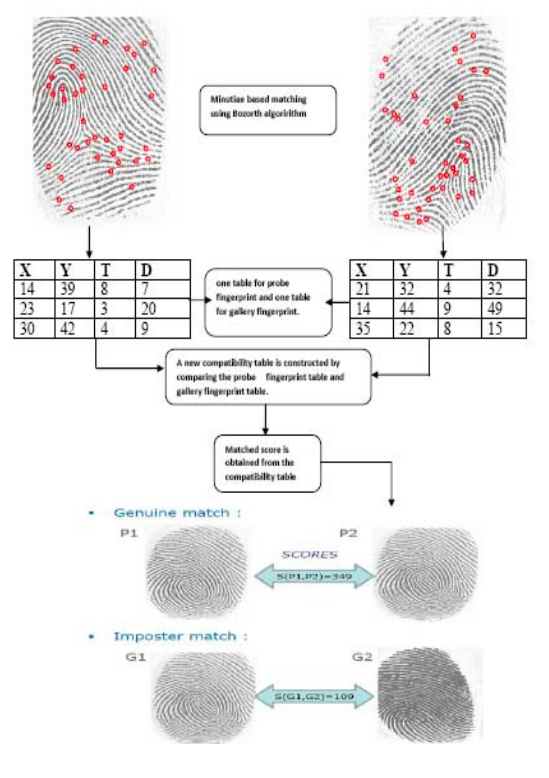 Minutiae based matching
using Bozorth algoririthm
X Y T D
14 39 8 7
23 17 3 20
30 42 4 9
one table for probe
fingerprint and one table
for gallery fingerprint.
X Y T D
21 32 4 32
14 44 9 49
35 22 8 15
A new compatibility table is constructed by
comparing the probe fingerprint table and
gallery fingerprint table.
Matched score is
obtained from the
compatibility table
• Genuine match :
P1 P2
SCORES
S(P1,P2)=349
• Imposter match :
G1 G2
S(G1,G2)=109